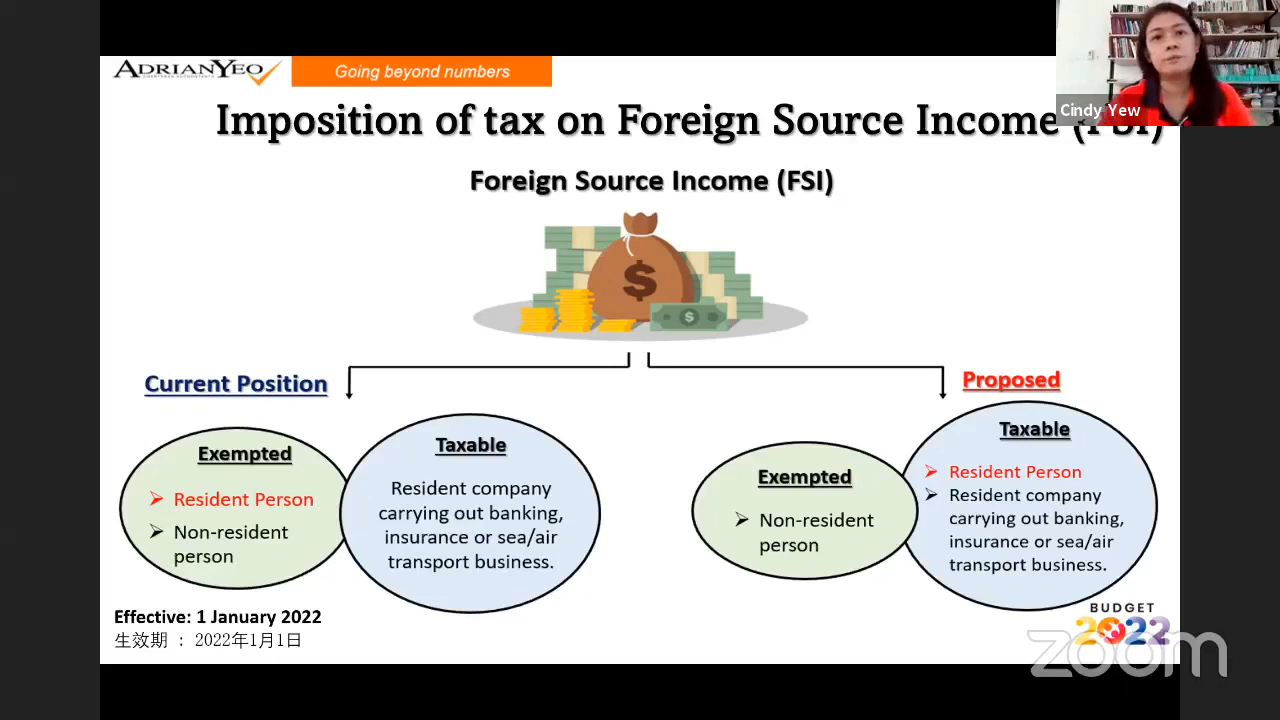 ADRIANYEO
Going beyond numbers
Cindy Yew
Imposition of tax on Foreign Source Income (FSI)
Foreign Source Income (FSI)
$
$
Current Position
Proposed
Exempted
Resident Person
Non-resident
person
Taxable
Resident company
carrying out banking,
insurance or sea/air
transport business.
Exempted
Non-resident
person
Taxable
Resident Person
Resident company
carrying out banking,
insurance or sea/air
transport business.
Effective: 1 January 2022
生效期 : 2022年1月1日
BUDGET
2022
zoom